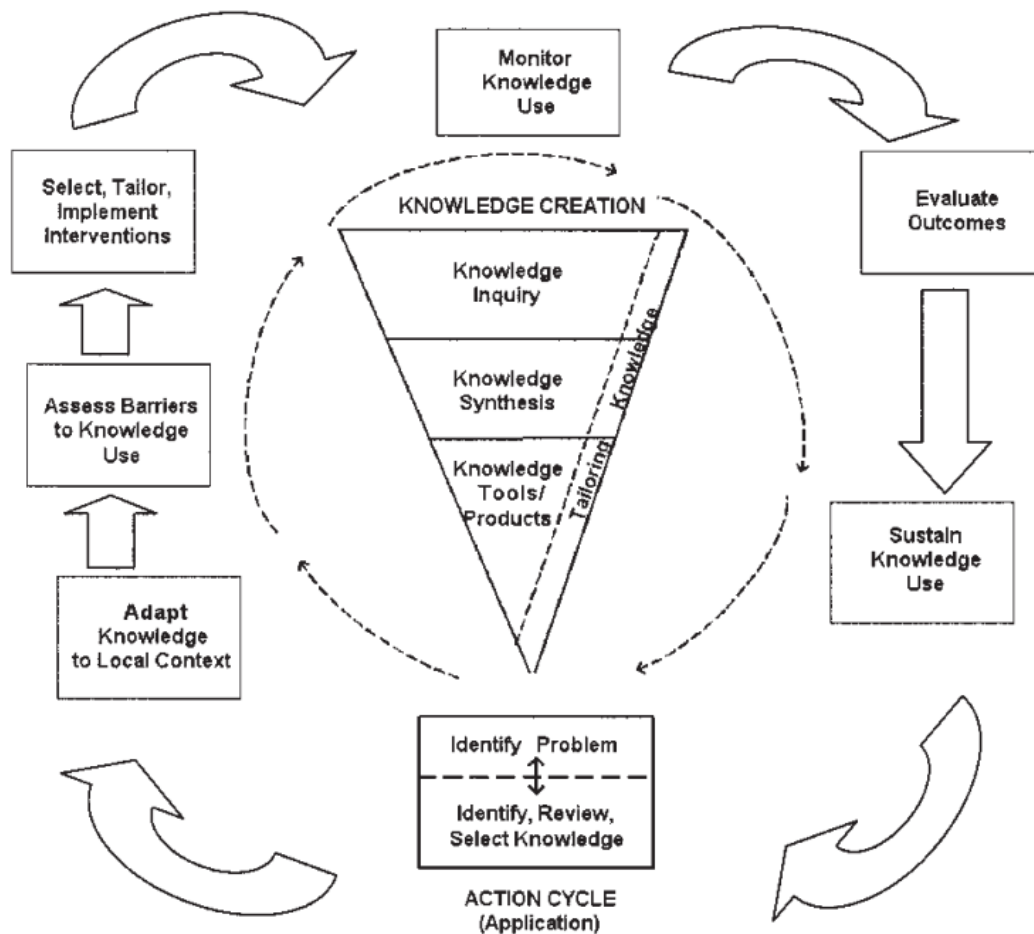 Monitor
Knowledge
Use
Select, Tailor,
Implement
Interventions
Evaluate
Outcomes
KNOWLEDGE CREATION
Knowledge
Inquiry
Knowledge
Synthesis
Knowledge
Tools/
Products
Tailoring Knowledge
Assess Barriers
to Knowledge
Use
Sustain
Knowledge
Use
Adapt
Knowledge
to Local Context
Identify Problem
Identify, Review,
Select Knowledge
ACTION CYCLE
(Application)